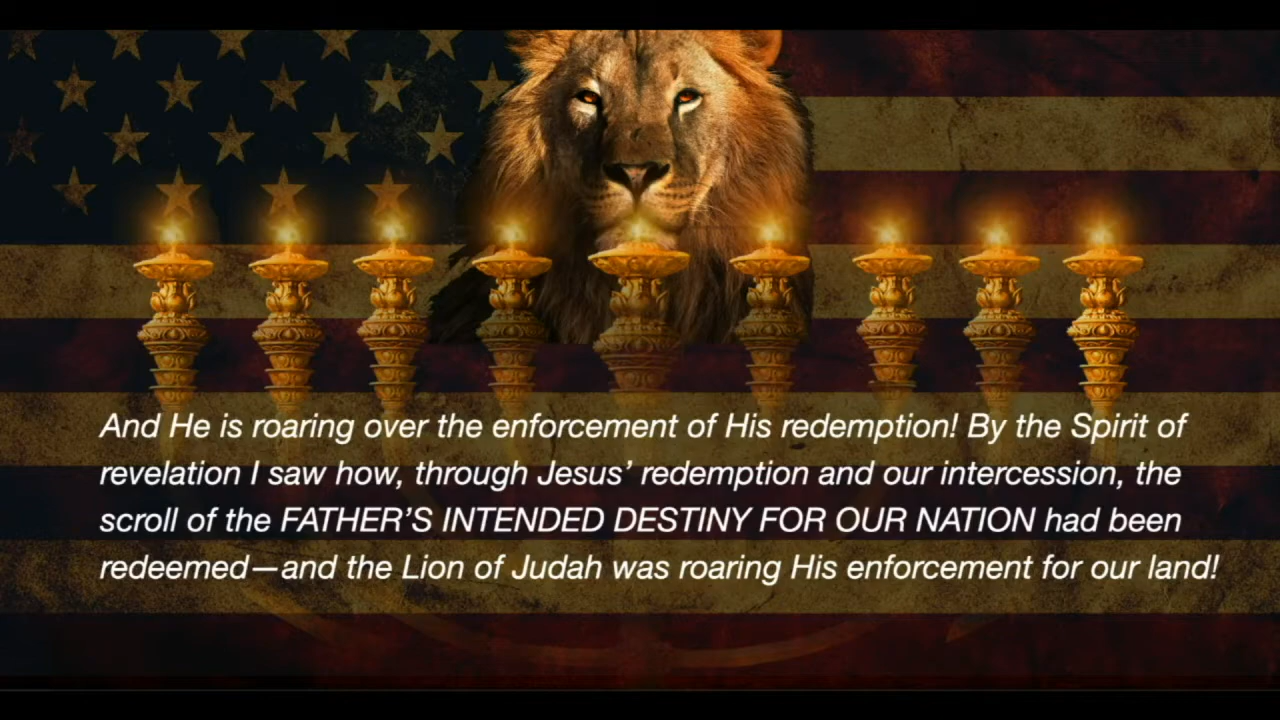 And He is roaring over the enforcement of His redemption! By the Spirit of
revelation I saw how, through Jesus’ redemption and our intercession, the
scroll of the FATHER’S INTENDED DESTINY FOR OUR NATION had been
redeemed—and the Lion of Judah was roaring His enforcement for our land!